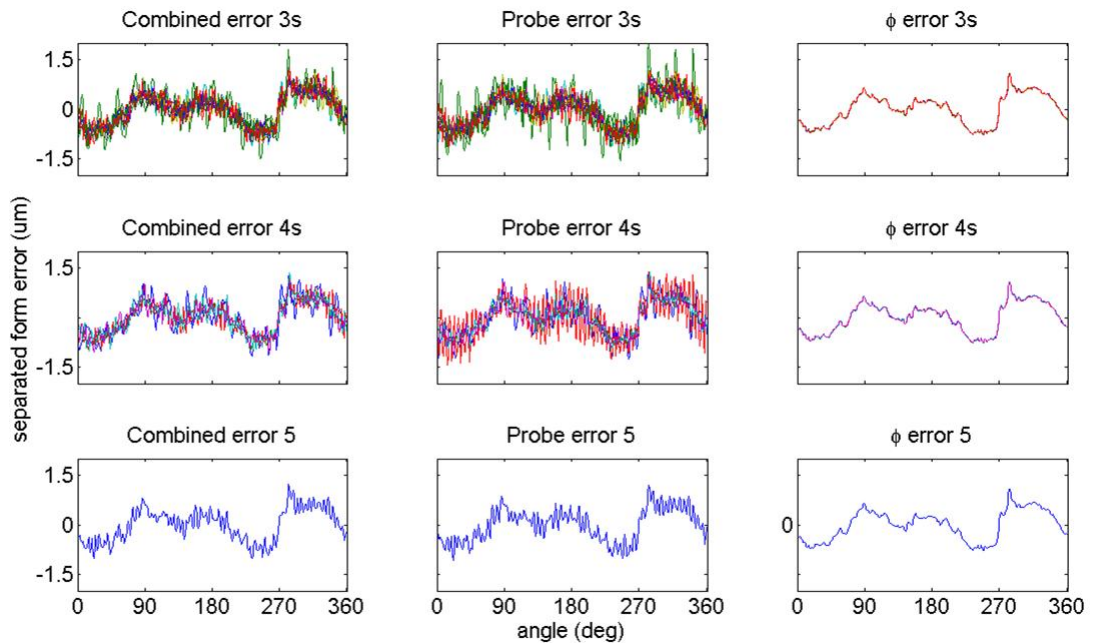 Combined error 3s
Probe error 3s
ϕ error 3s
1.5
0
-1.5
separated form error (um)
Combined error 4s
Probe error 4s
ϕ error 4s
1.5
-1.5
Combined error 5
Probe error 5
ϕ error 5
1.5
0
-1.5
0
0 90 180 270 360
0 90 180 270 360
0 90 180 270 360
angle (deg)